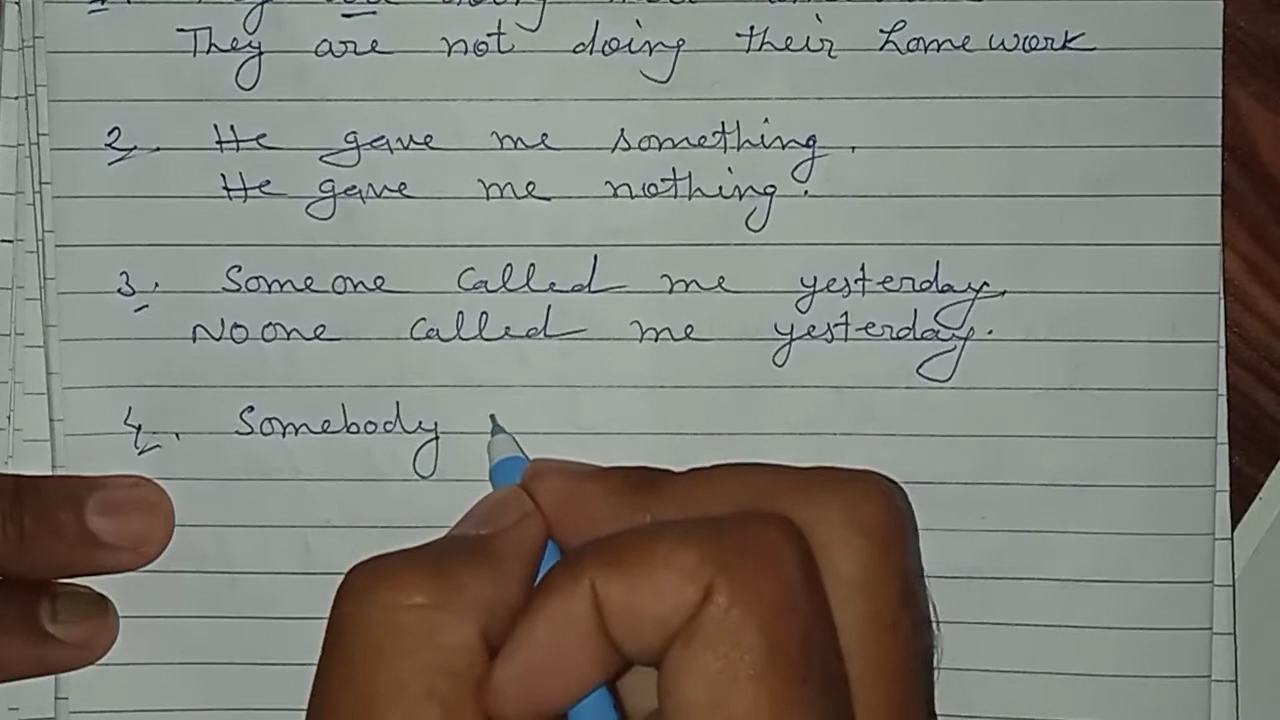 They are not doing their homework
2. He gave me something.
He gave me nothing.
3. Someone called me yesterday.
No one called me yesterday.
4. Somebody